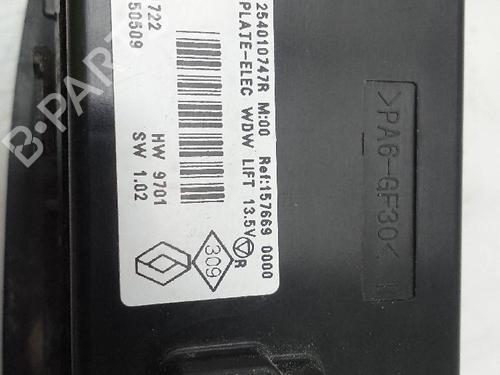 254010747R M:00 Ref:157669 0000
PLATE-ELEC WDW LIFT 13.5V
R
722
50509
HW 9701
SW 1.02
309
>PA6-GF30<
B-PARTS